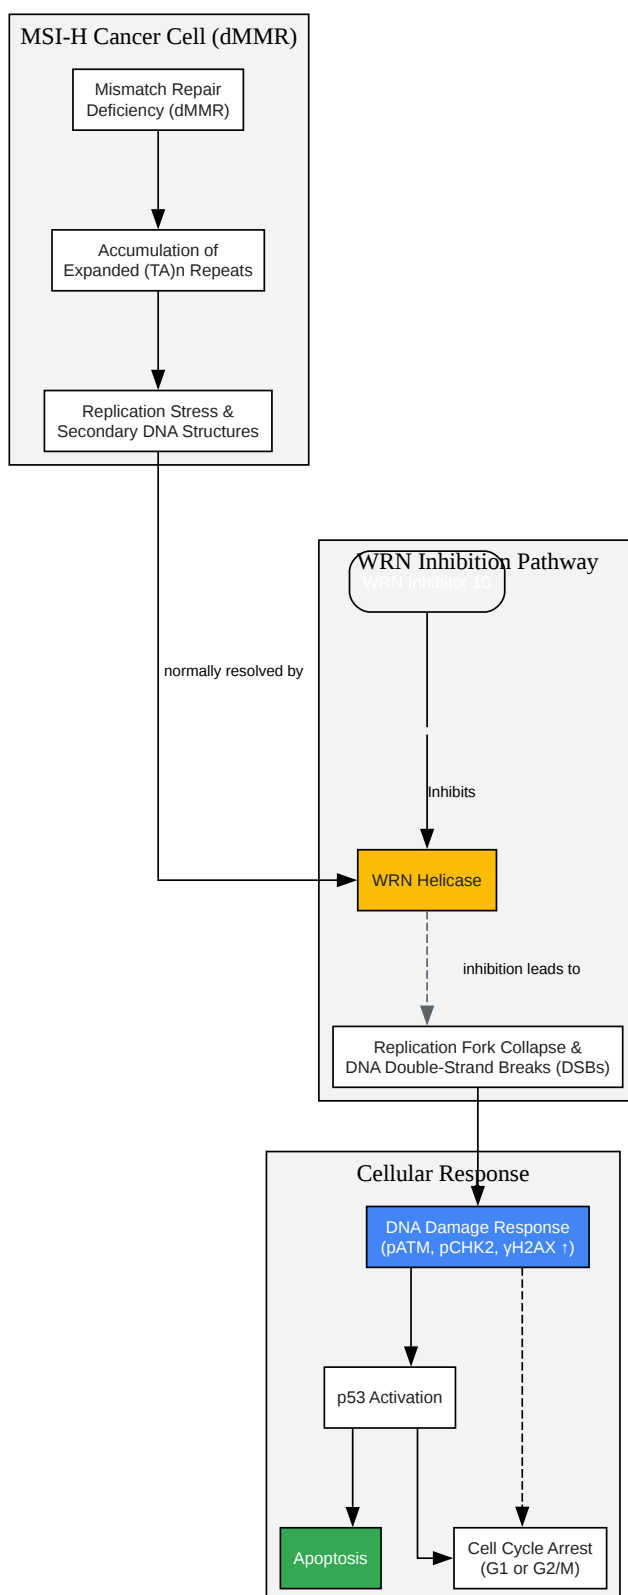 MSI-H Cancer Cell (dMMR)
Mismatch Repair
Deficiency (dMMR)
Accumulation of
Expanded (TA)n Repeats
Replication Stress &
Secondary DNA Structures
normally resolved by
WRN Inhibition Pathway
WRN Inhibitor 10
Inhibits
WRN Helicase
inhibition leads to
Replication Fork Collapse &
DNA Double-Strand Breaks (DSBs)
Cellular Response
DNA Damage Response
(pATM, pCHK2, γH2AX ↑)
p53 Activation
Apoptosis
Cell Cycle Arrest
(G1 or G2/M)